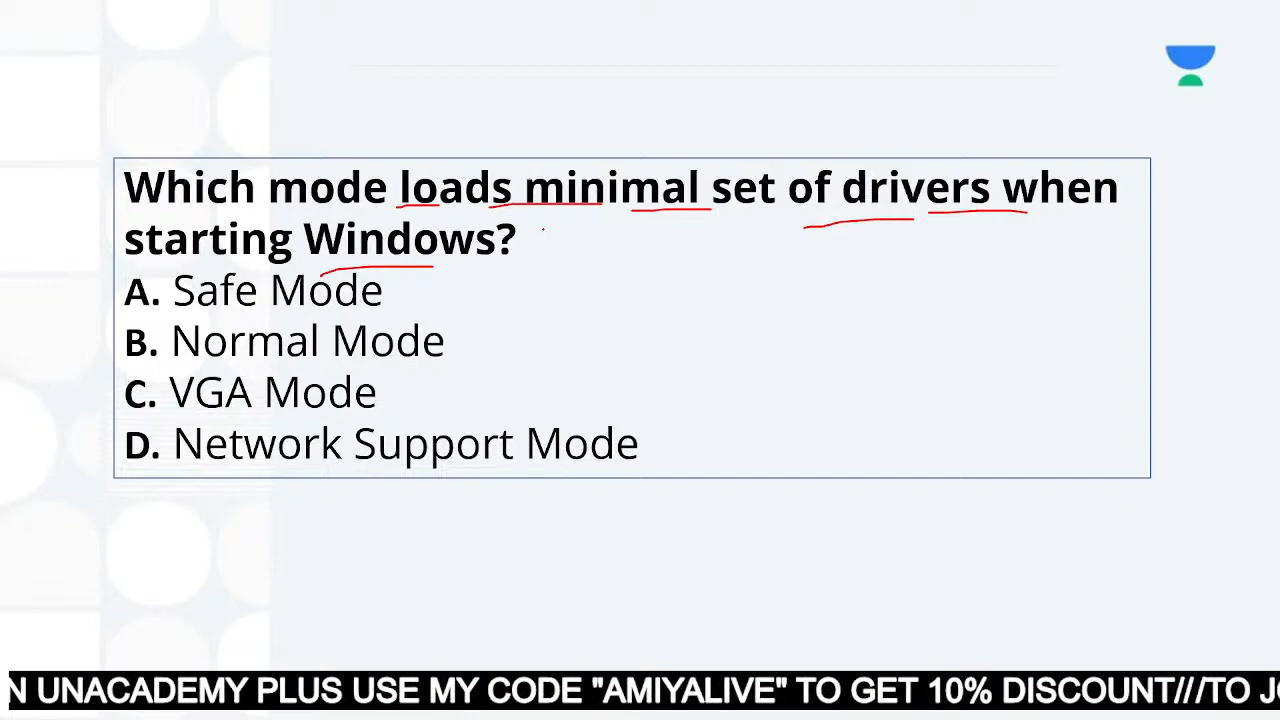 Which mode loads minimal set of drivers when
starting Windows?
A. Safe Mode
B. Normal Mode
C. VGA Mode
D. Network Support Mode
N UNACADEMY PLUS USE MY CODE "AMIYALIVE" TO GET 10% DISCOUNT///TO J